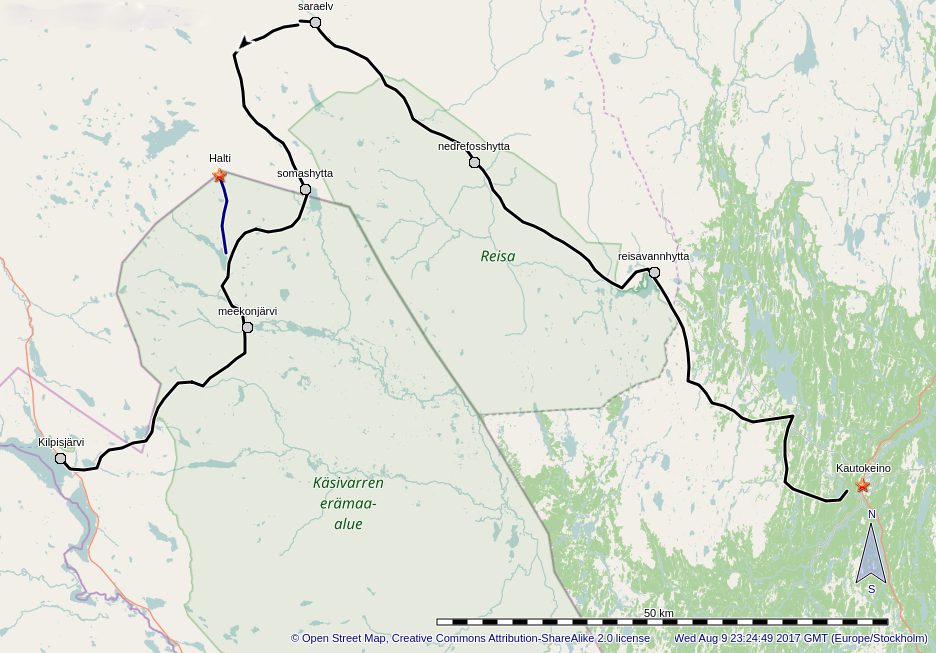 saraelv
nedrefosshytta
Halti
somashytta
Reisa
reisavannhytta
meekonjärvi
Kilpisjärvi
Kautokeino
Käsivarren
erämaa-
alue
N
S
50 km
© Open Street Map, Creative Commons Attribution-ShareAlike 2.0 license
Wed Aug 9 23:24:49 2017 GMT (Europe/Stockholm)